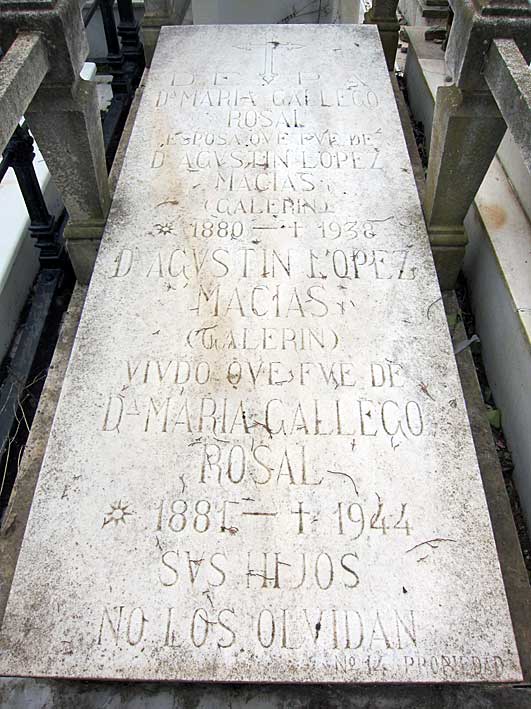 D E P A
Dª MARIA GALLEGO
ROSAL
ESPOSA QVE FVE DE
D. AGVSTIN LOPEZ
MACIAS
(GALERIN)
1880 — † 1938
D. AGVSTIN LOPEZ
MACIAS
(GALERIN)
VIVDO QVE FVE DE
Dª MARIA GALLEGO
ROSAL
1881 — † 1944
SVS HIJOS
NO LOS OLVIDAN
Nº 14 PROPIEDAD